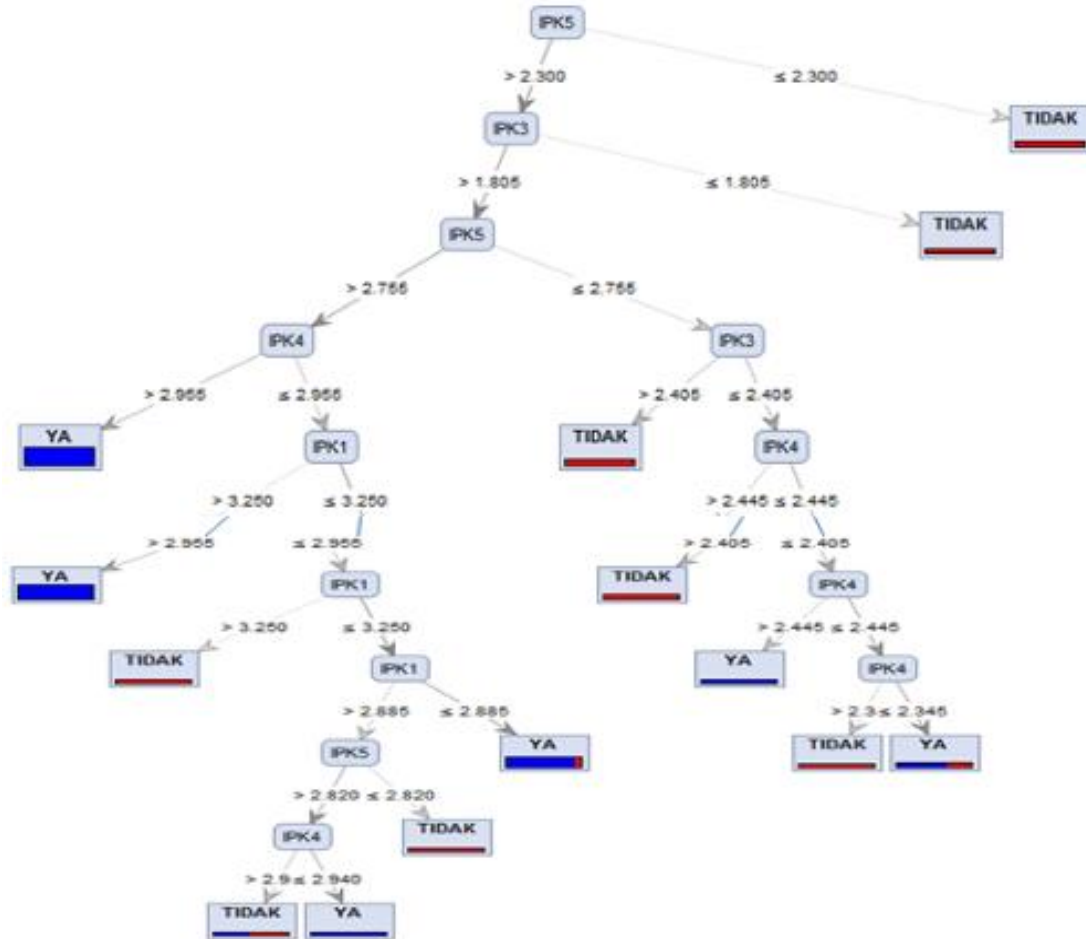 IPK5
> 2.300
≤ 2.300
TIDAK
IPK3
> 1.805
≤ 1.805
TIDAK
IPK5
> 2.755
≤ 2.755
IPK4
IPK3
> 2.955
≤ 2.955
> 2.405
≤ 2.405
YA
IPK1
TIDAK
IPK4
> 3.250
≤ 3.250
> 2.445
≤ 2.445
> 2.955
≤ 2.955
> 2.405
≤ 2.405
YA
IPK1
TIDAK
IPK4
> 3.250
≤ 3.250
> 2.445
≤ 2.445
TIDAK
IPK1
YA
IPK4
> 2.885
≤ 2.885
> 2.3
≤ 2.345
IPK5
YA
TIDAK
YA
> 2.820
≤ 2.820
IPK4
TIDAK
> 2.9
≤ 2.940
TIDAK
YA